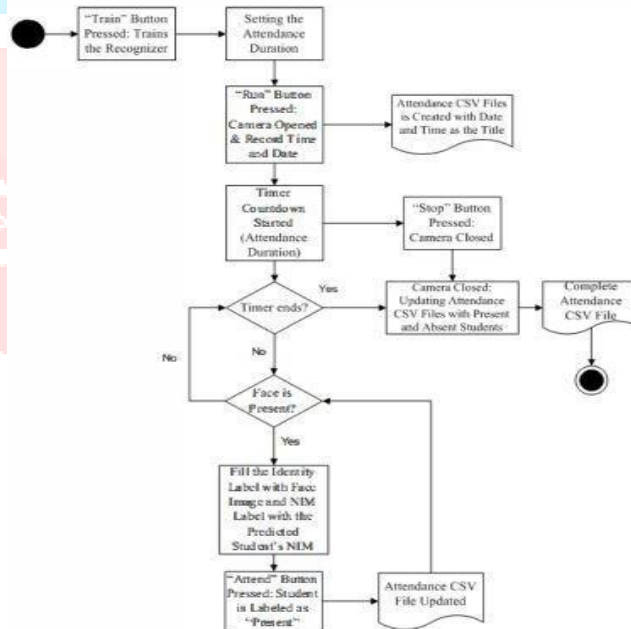 "Train" Button
Pressed: Trains
the Recognizer
Setting the
Attendance
Duration
"Run" Button
Pressed:
Camera Opened
& Record Time
and Date
Attendance CSV Files
is Created with Date
and Time as the Title
Timer
Countdown
Started
(Attendance
Duration)
"Stop" Button
Pressed:
Camera Closed
Timer ends?
Yes
Camera Closed:
Updating Attendance
CSV Files with Present
and Absent Students
Complete
Attendance
CSV File
No
No
Face is
Present?
Yes
Fill the Identity
Label with Face
Image and NIM
Label with the
Predicted
Student's NIM
"Attend" Button
Pressed: Student
is Labeled as
"Present"
Attendance CSV
File Updated